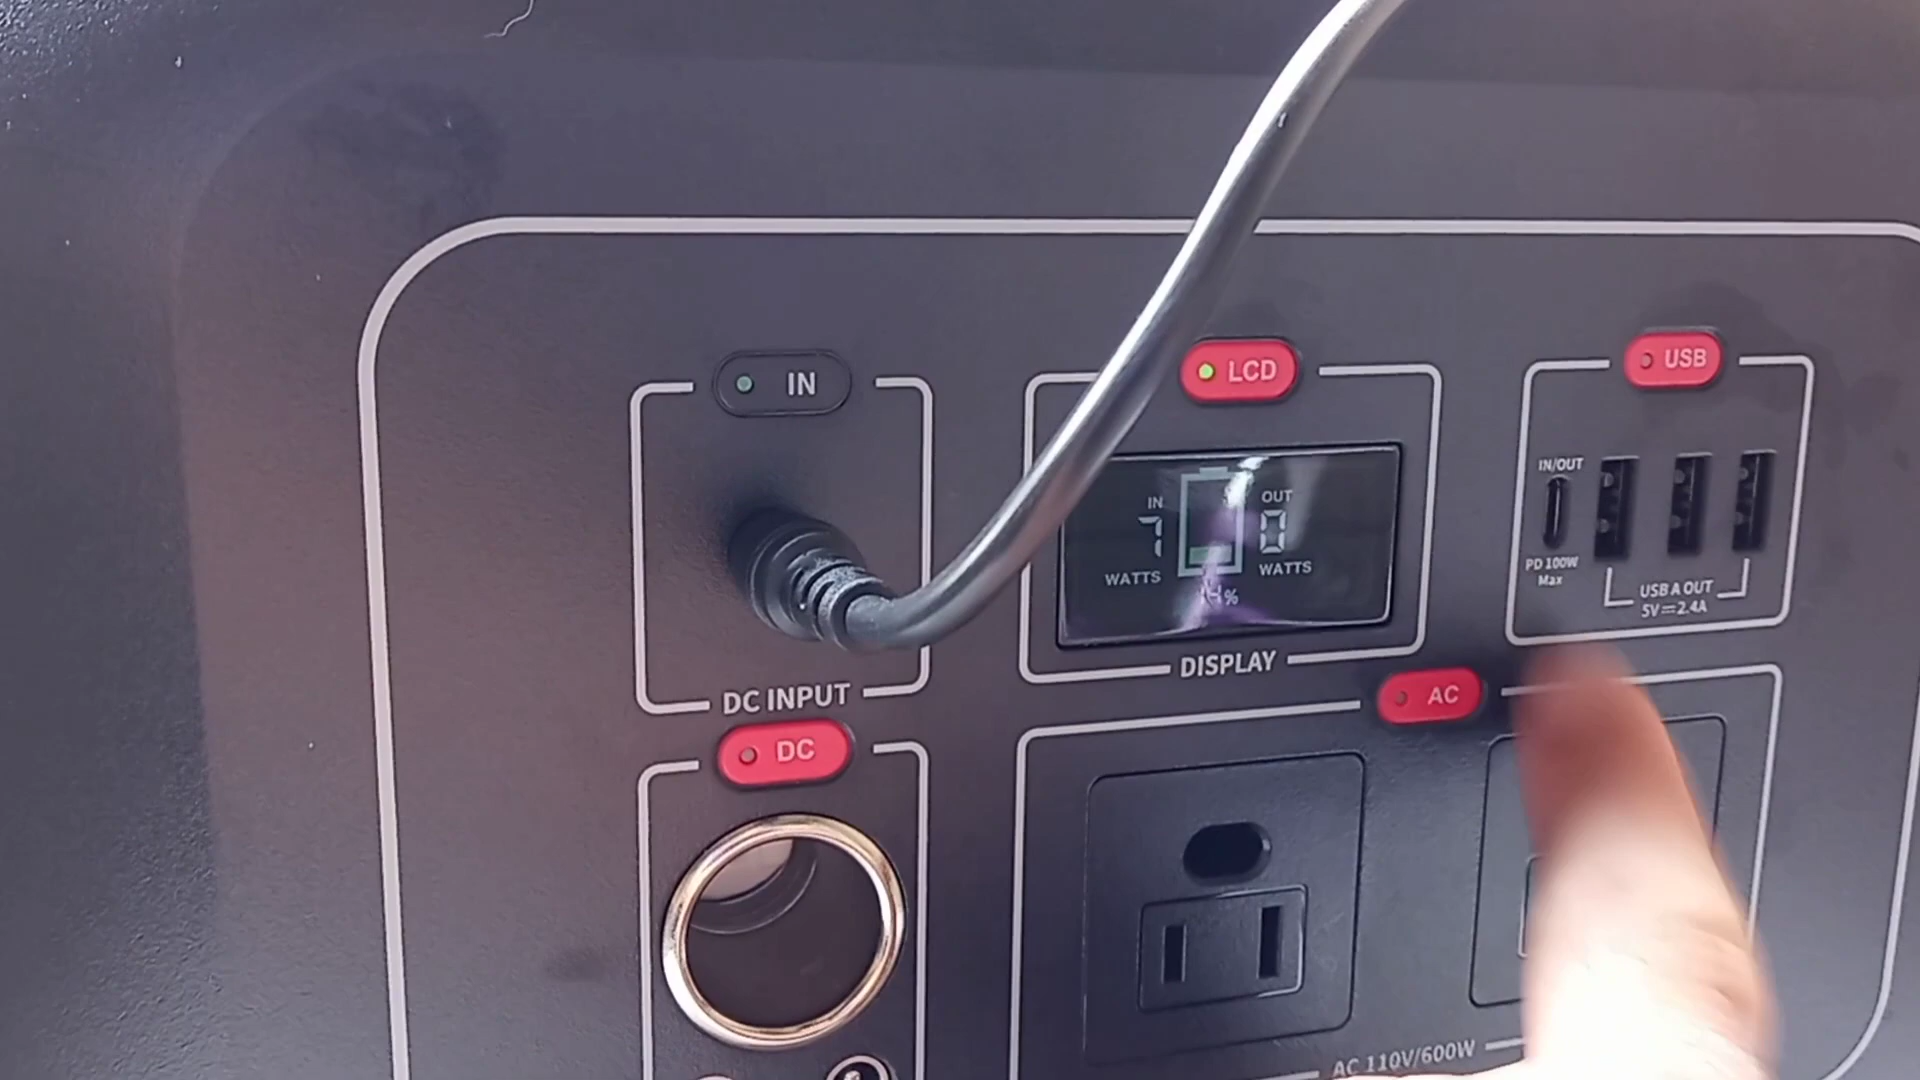 IN
LCD
USB
IN
7
WATTS
OUT
0
WATTS
%
IN/OUT
PD 100W
Max
USB A OUT
5V⎓2.4A
DC INPUT
DISPLAY
DC
AC
AC 110V/600W